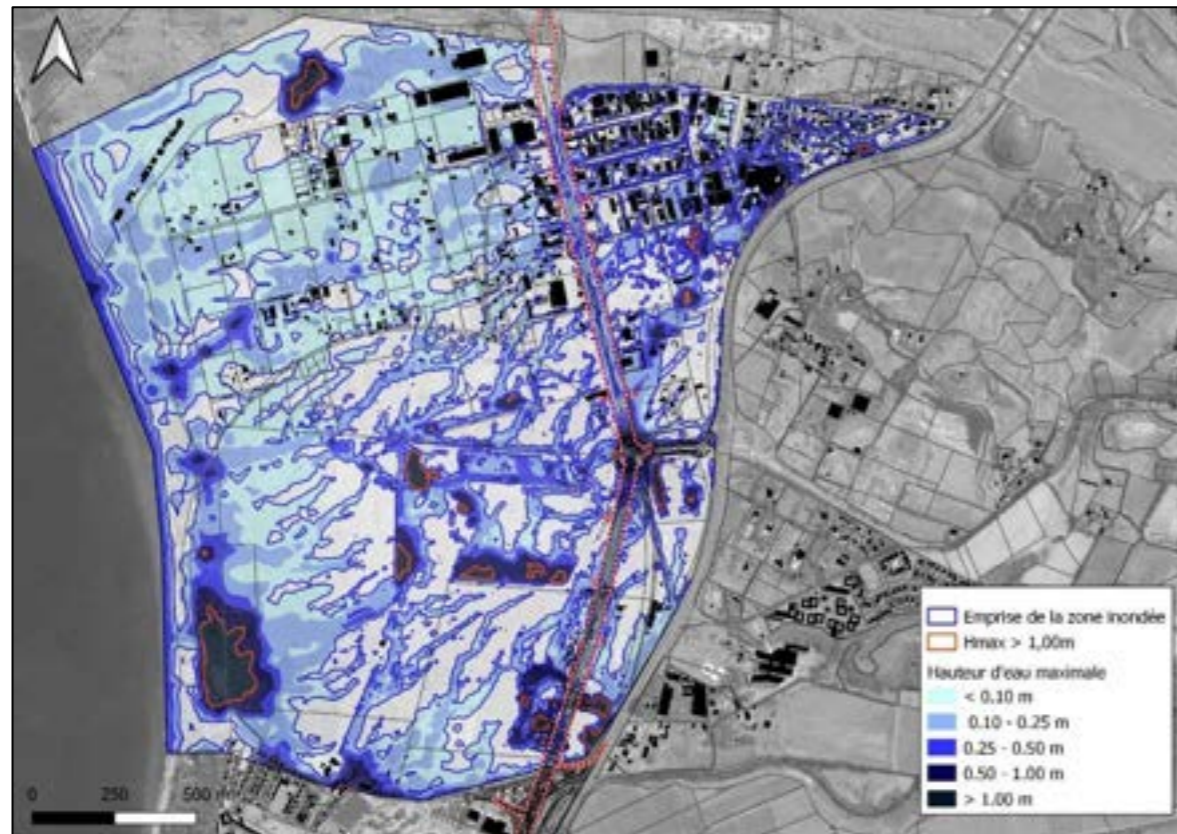 Emprise de la zone inondée
Hmax > 1,00m
Hauteur d'eau maximale
< 0.10 m
0.10 - 0.25 m
0.25 - 0.50 m
0.50 - 1.00 m
> 1.00 m
0 250 500 m